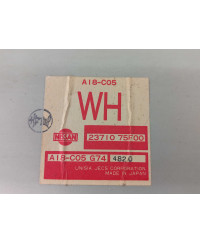 A18-C05
WH
NISSAN
23710 75F00
A18-C05 G74 4820
UNISIA JECS CORPORATION
MADE IN JAPAN